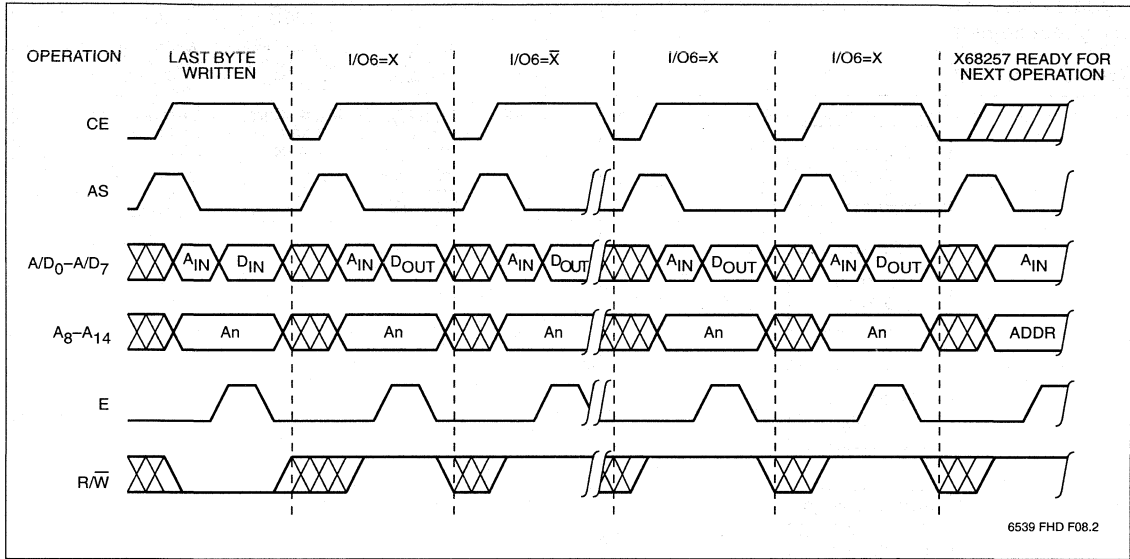 OPERATION LAST BYTE WRITTEN I/O6=X I/O6=X̅ I/O6=X I/O6=X X68257 READY FOR NEXT OPERATION
CE
AS
A/D0–A/D7 AIN DIN AIN DOUT AIN DOUT AIN DOUT AIN DOUT AIN
A8–A14 An An An An An ADDR
E
R/W̅
6539 FHD F08.2